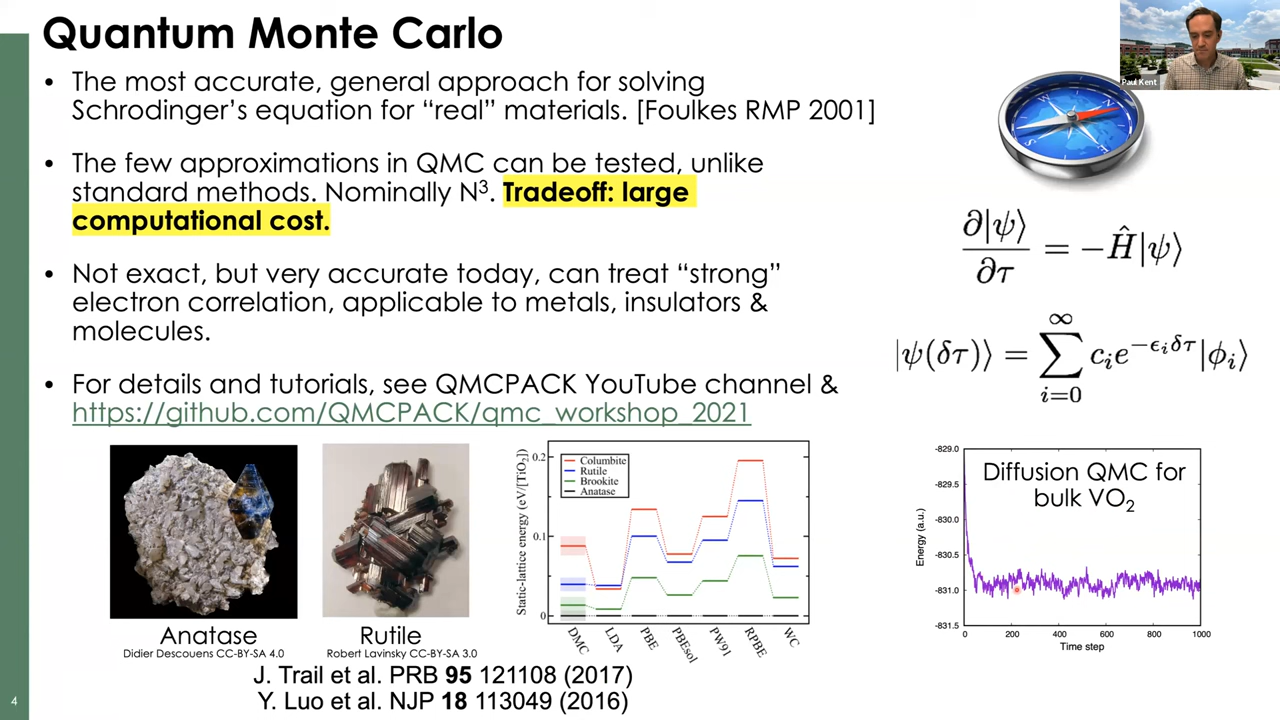 Quantum Monte Carlo
Paul Kent
• The most accurate, general approach for solving
Schrodinger's equation for "real" materials. [Foulkes RMP 2001]
• The few approximations in QMC can be tested, unlike
standard methods. Nominally N³. Tradeoff: large
computational cost.
• Not exact, but very accurate today, can treat "strong"
electron correlation, applicable to metals, insulators &
molecules.
• For details and tutorials, see QMCPACK YouTube channel &
https://github.com/QMCPACK/qmc_workshop_2021
N
E
S
W
∂|ψ⟩/∂τ = −Ĥ|ψ⟩
|ψ(δτ)⟩ = ∑_{i=0}^{∞} c_i e^{−ϵ_i δτ}|ϕ_i⟩
Anatase
Didier Descouens CC-BY-SA 4.0
Rutile
Robert Lavinsky CC-BY-SA 3.0
Static-lattice energy (eV/[TiO₂])
0.2
0.1
0
Columbite
Rutile
Brookite
Anatase
DMC
LDA
PBE
PBEsol
PW91
RPBE
WC
Diffusion QMC for
bulk VO₂
Energy (a.u.)
-829.0
-829.5
-830.0
-830.5
-831.0
-831.5
0 200 400 600 800 1000
Time step
J. Trail et al. PRB 95 121108 (2017)
Y. Luo et al. NJP 18 113049 (2016)
4